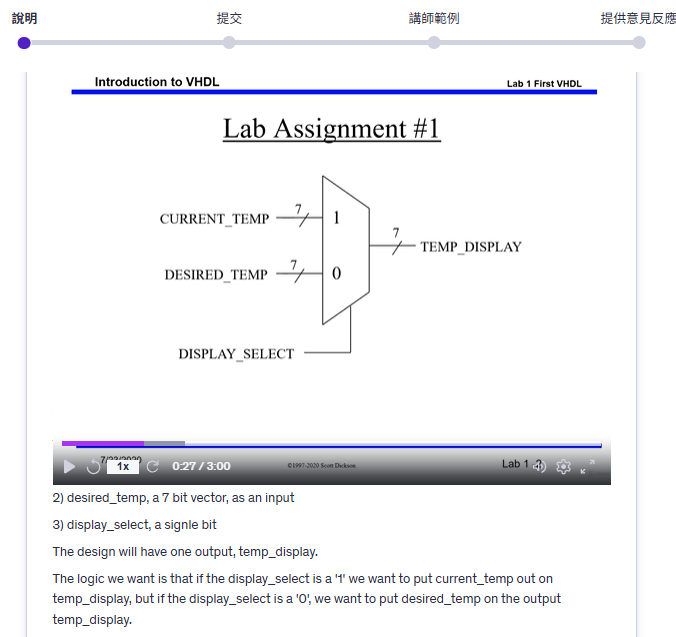 說明
提交
講師範例
提供意見反應
Introduction to VHDL
Lab 1 First VHDL
Lab Assignment #1
7
CURRENT_TEMP
1
7
TEMP_DISPLAY
7
DESIRED_TEMP
0
DISPLAY_SELECT
1x
0:27 / 3:00
©1997-2020 Scott Dickson
Lab 1
2) desired_temp, a 7 bit vector, as an input
3) display_select, a signle bit
The design will have one output, temp_display.
The logic we want is that if the display_select is a '1' we want to put current_temp out on
temp_display, but if the display_select is a '0', we want to put desired_temp on the output
temp_display.